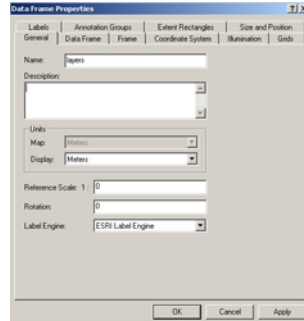 Data Frame Properties
Labels Annotation Groups Extent Rectangles Size and Position
General Data Frame Frame Coordinate System Illumination Grids
Name: layers
Description:
Units
Map: Meters
Display: Meters
Reference Scale: 1 : 0
Rotation: 0
Label Engine: ESRI Label Engine
OK Cancel Apply